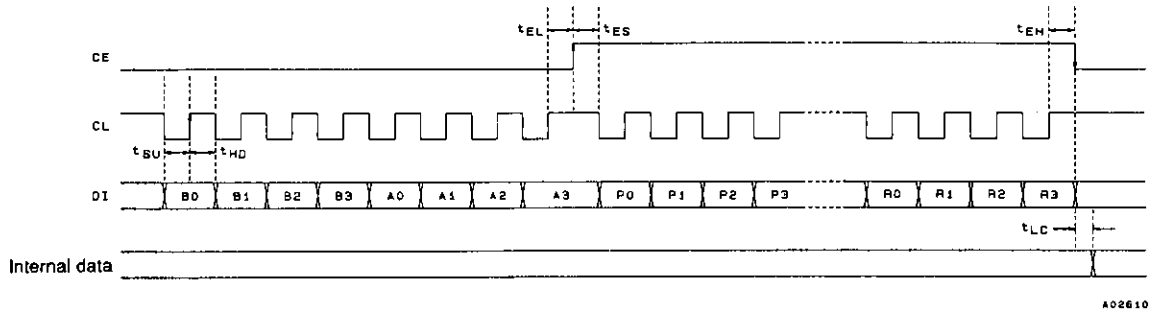 tEL tES tEH
CE
CL
tSU tHD
DI B0 B1 B2 B3 A0 A1 A2 A3 P0 P1 P2 P3 R0 R1 R2 R3
tLC
Internal data
A02610